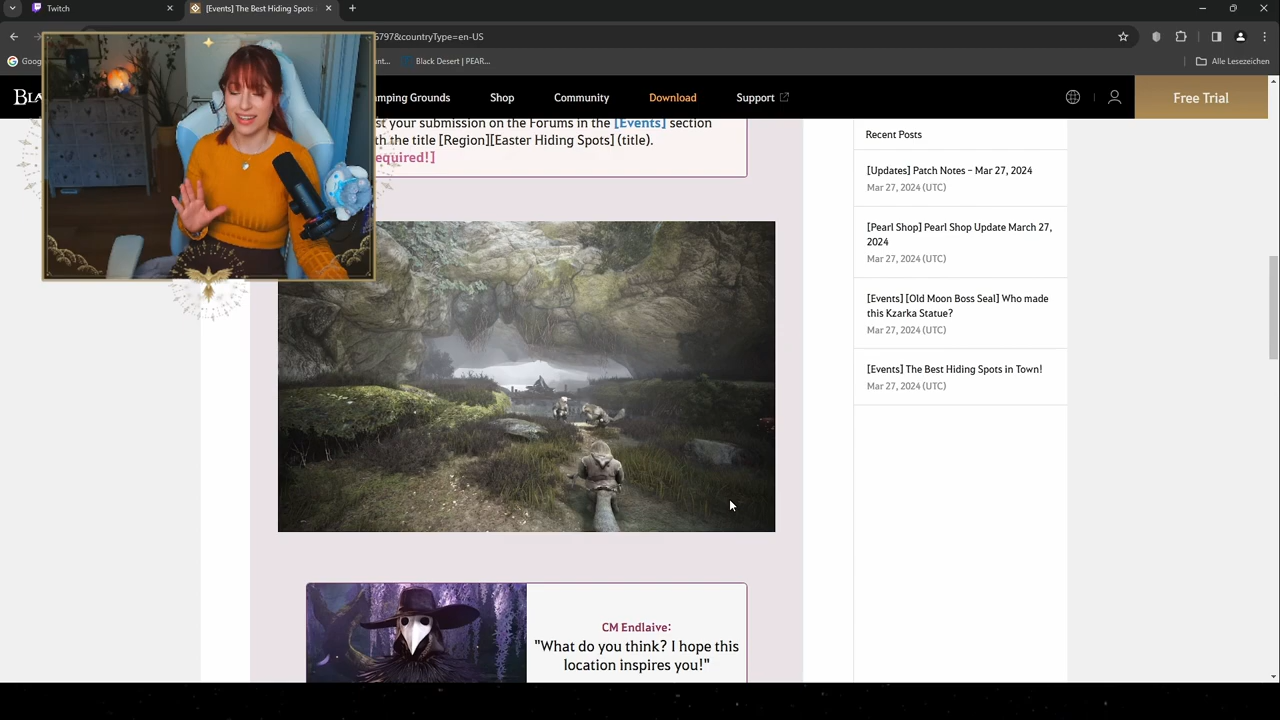 Twitch
[Events] The Best Hiding Spots
6797&countryType=en-US
Goog
unt...
Black Desert | PEAR...
Alle Lesezeichen
Bla
amping Grounds
Shop
Community
Download
Support
Free Trial
st your submission on the Forums in the [Events] section
th the title [Region][Easter Hiding Spots] (title).
equired!]
Recent Posts
[Updates] Patch Notes – Mar 27, 2024
Mar 27, 2024 (UTC)
[Pearl Shop] Pearl Shop Update March 27,
2024
Mar 27, 2024 (UTC)
[Events] [Old Moon Boss Seal] Who made
this Kzarka Statue?
Mar 27, 2024 (UTC)
[Events] The Best Hiding Spots in Town!
Mar 27, 2024 (UTC)
CM Endlaive:
"What do you think? I hope this
location inspires you!"